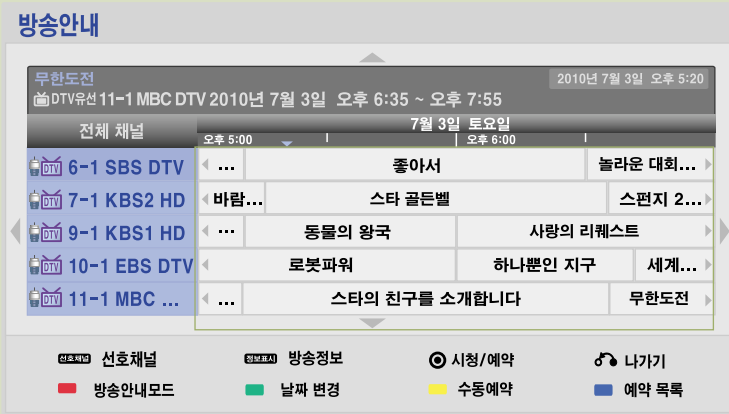 방송안내
무한도전
2010년 7월 3일 오후 5:20
DTV유선 11-1 MBC DTV 2010년 7월 3일 오후 6:35 ~ 오후 7:55
전체 채널
7월 3일 토요일
오후 5:00 오후 6:00
DTV 6-1 SBS DTV ... 좋아서 놀라운 대회...
DTV 7-1 KBS2 HD 바람... 스타 골든벨 스펀지 2...
DTV 9-1 KBS1 HD ... 동물의 왕국 사랑의 리퀘스트
DTV 10-1 EBS DTV 로봇파워 하나뿐인 지구 세계...
DTV 11-1 MBC ... ... 스타의 친구를 소개합니다 무한도전
선호채널 선호채널 정보표시 방송정보 시청/예약 나가기
방송안내모드 날짜 변경 수동예약 예약 목록